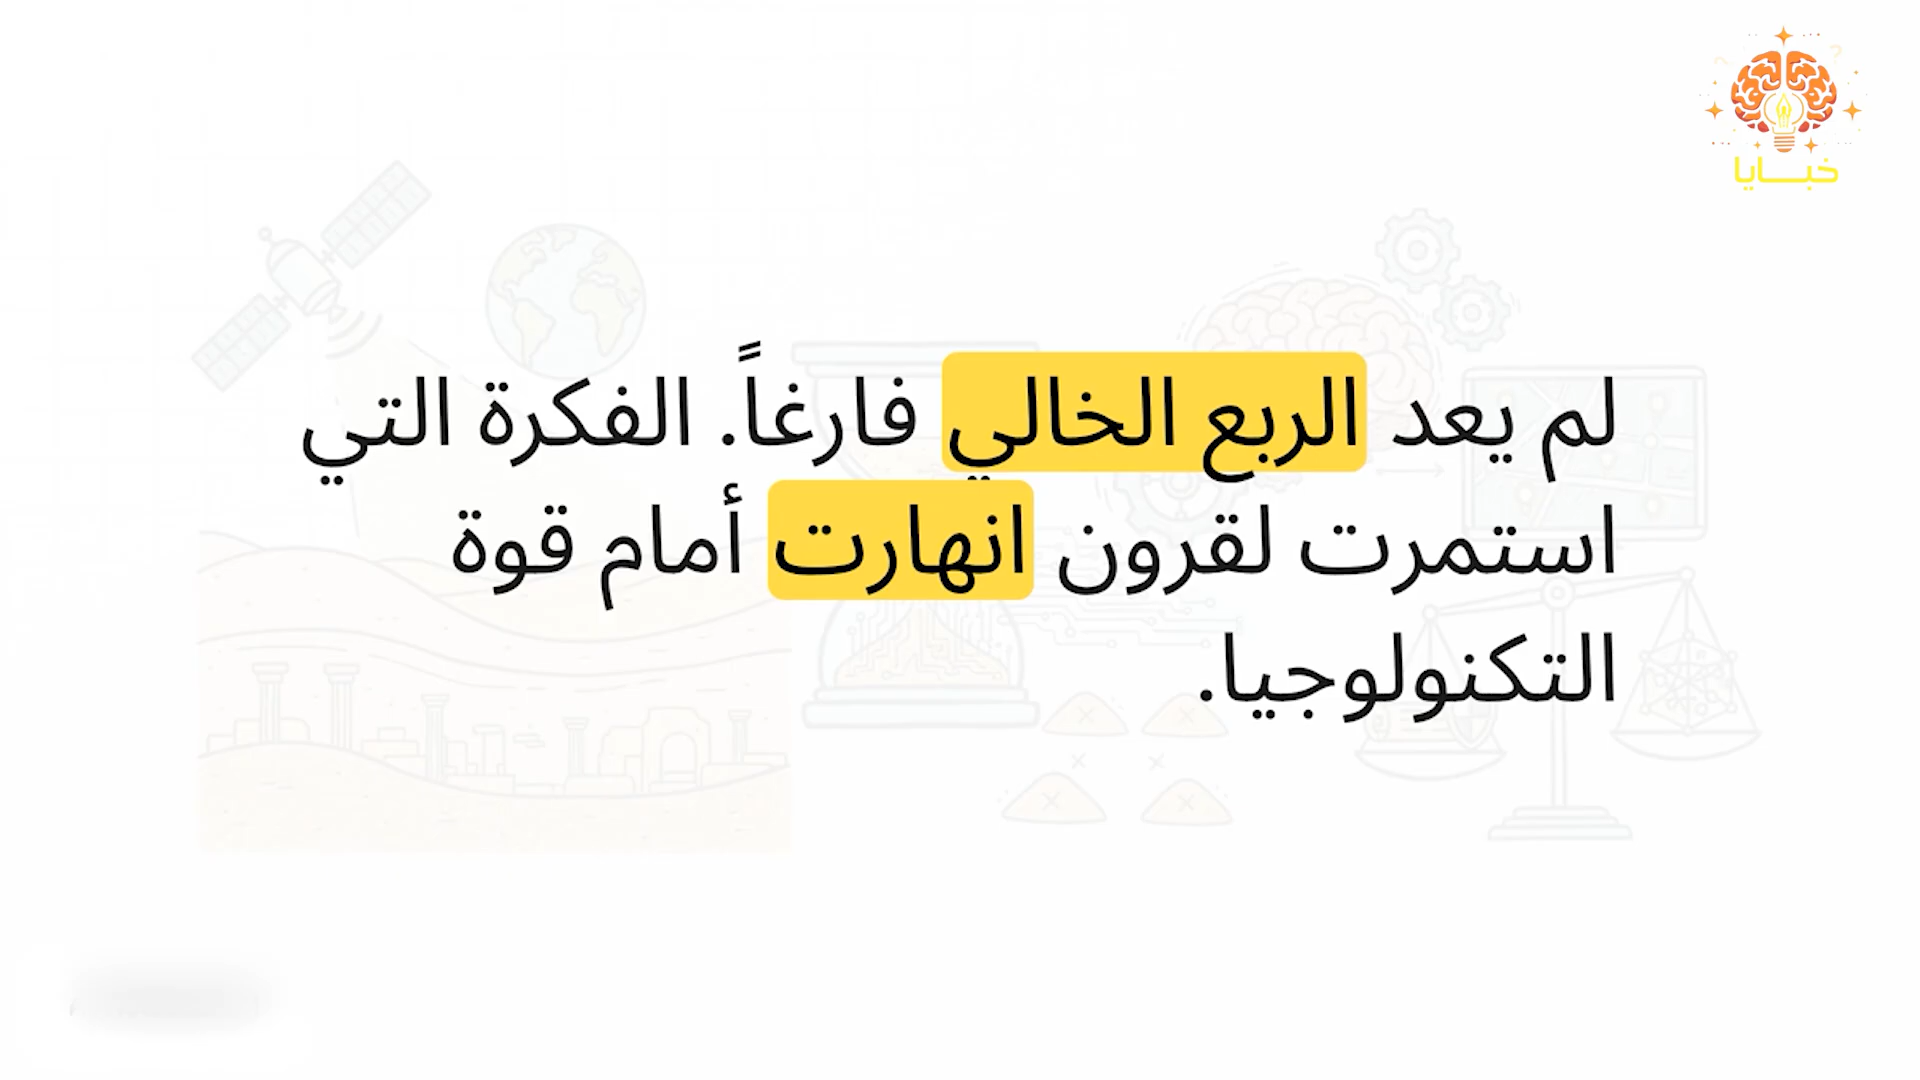 خبايا
لم يعد الربع الخالي فارغاً. الفكرة التي
استمرت لقرون انهارت أمام قوة
التكنولوجيا.